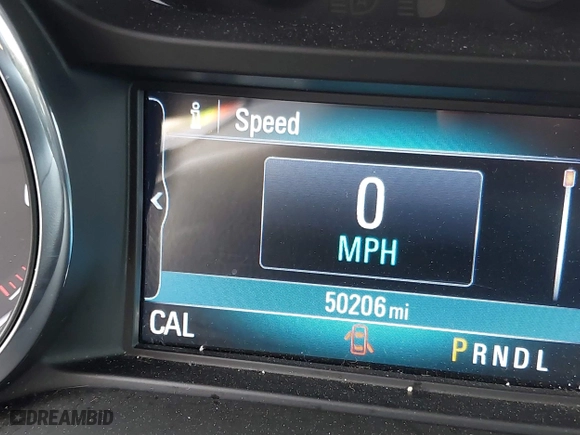 i Speed
0
MPH
50206 mi
CAL
PRNDL
DREAMBID